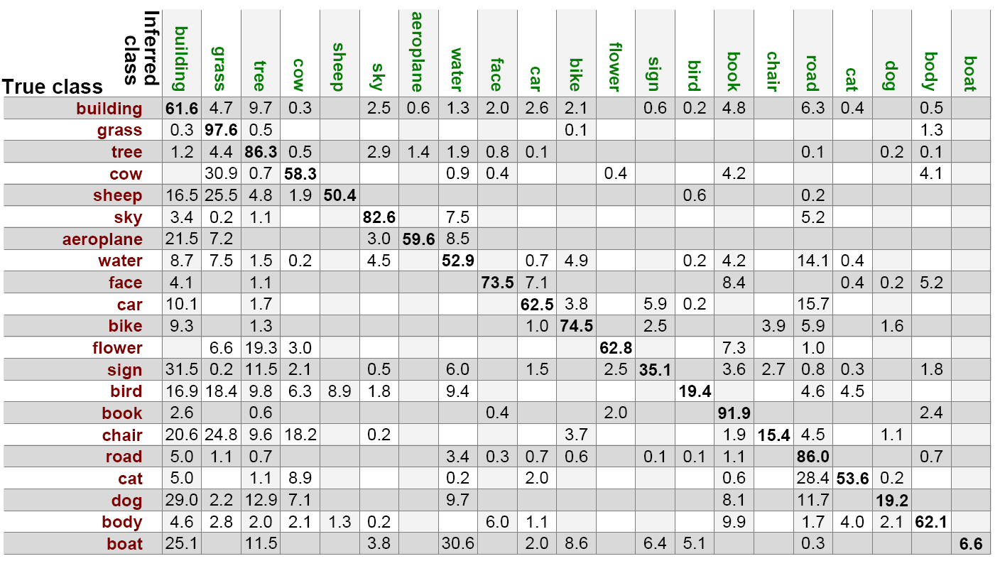 Inferred class
building grass tree cow sheep sky aeroplane water face car bike flower sign bird book chair road cat dog body boat
True class
building 61.6 4.7 9.7 0.3 2.5 0.6 1.3 2.0 2.6 2.1 0.6 0.2 4.8 6.3 0.4 0.5
grass 0.3 97.6 0.5 0.1 1.3
tree 1.2 4.4 86.3 0.5 2.9 1.4 1.9 0.8 0.1 0.1 0.2 0.1
cow 30.9 0.7 58.3 0.9 0.4 0.4 4.2 4.1
sheep 16.5 25.5 4.8 1.9 50.4 0.6 0.2
sky 3.4 0.2 1.1 82.6 7.5 5.2
aeroplane 21.5 7.2 3.0 59.6 8.5
water 8.7 7.5 1.5 0.2 4.5 52.9 0.7 4.9 0.2 4.2 14.1 0.4
face 4.1 1.1 73.5 7.1 8.4 0.4 0.2 5.2
car 10.1 1.7 62.5 3.8 5.9 0.2 15.7
bike 9.3 1.3 1.0 74.5 2.5 3.9 5.9 1.6
flower 6.6 19.3 3.0 62.8 7.3 1.0
sign 31.5 0.2 11.5 2.1 0.5 6.0 1.5 2.5 35.1 3.6 2.7 0.8 0.3 1.8
bird 16.9 18.4 9.8 6.3 8.9 1.8 9.4 19.4 4.6 4.5
book 2.6 0.6 0.4 2.0 91.9 2.4
chair 20.6 24.8 9.6 18.2 0.2 3.7 1.9 15.4 4.5 1.1
road 5.0 1.1 0.7 3.4 0.3 0.7 0.6 0.1 0.1 1.1 86.0 0.7
cat 5.0 1.1 8.9 0.2 2.0 0.6 28.4 53.6 0.2
dog 29.0 2.2 12.9 7.1 9.7 8.1 11.7 19.2
body 4.6 2.8 2.0 2.1 1.3 0.2 6.0 1.1 9.9 1.7 4.0 2.1 62.1
boat 25.1 11.5 3.8 30.6 2.0 8.6 6.4 5.1 0.3 6.6